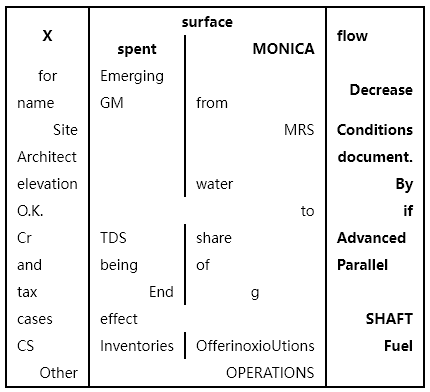 X surface flow
spent MONICA
for Emerging
Decrease
name GM from
Site MRS Conditions
Architect document.
elevation water By
O.K. to if
Cr TDS share Advanced
and being of Parallel
tax End g
cases effect SHAFT
CS Inventories OfferinoxioUtions Fuel
Other OPERATIONS